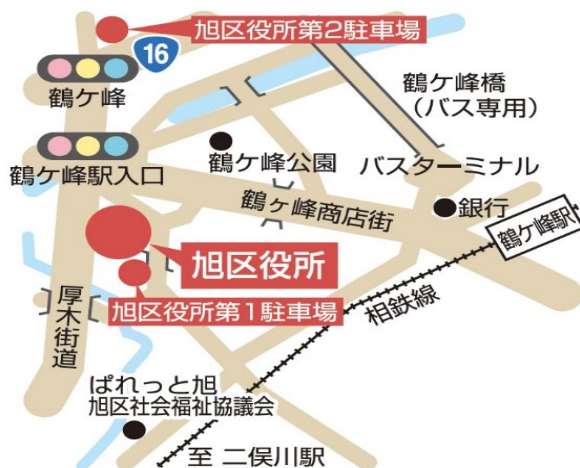 旭区役所第2駐車場
16
鶴ケ峰
鶴ケ峰橋
（バス専用）
鶴ケ峰駅入口
鶴ケ峰公園
バスターミナル
鶴ケ峰商店街
銀行
鶴ケ峰駅
旭区役所
旭区役所第1駐車場
相鉄線
厚木街道
ぱれっと旭
旭区社会福祉協議会
至 二俣川駅